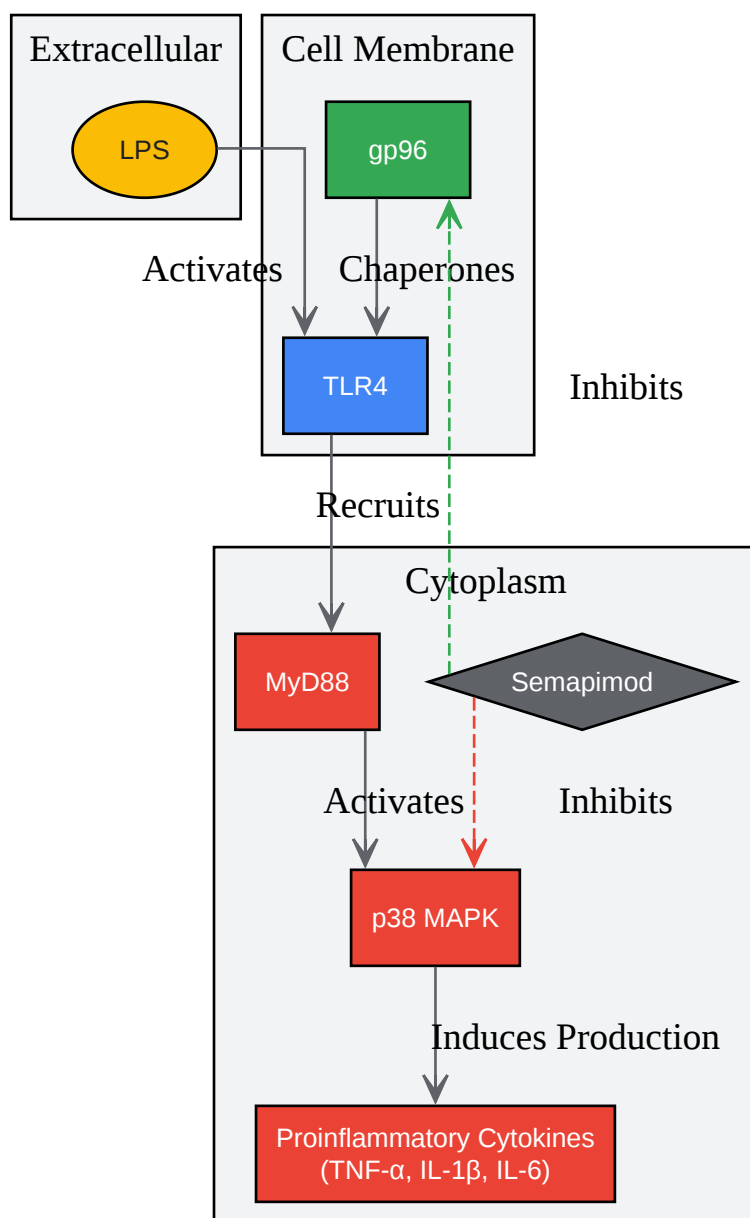 Extracellular
Cell Membrane
LPS
gp96
Activates
Chaperones
TLR4
Inhibits
Recruits
Cytoplasm
MyD88
Semapimod
Activates
Inhibits
p38 MAPK
Induces Production
Proinflammatory Cytokines
(TNF-α, IL-1β, IL-6)